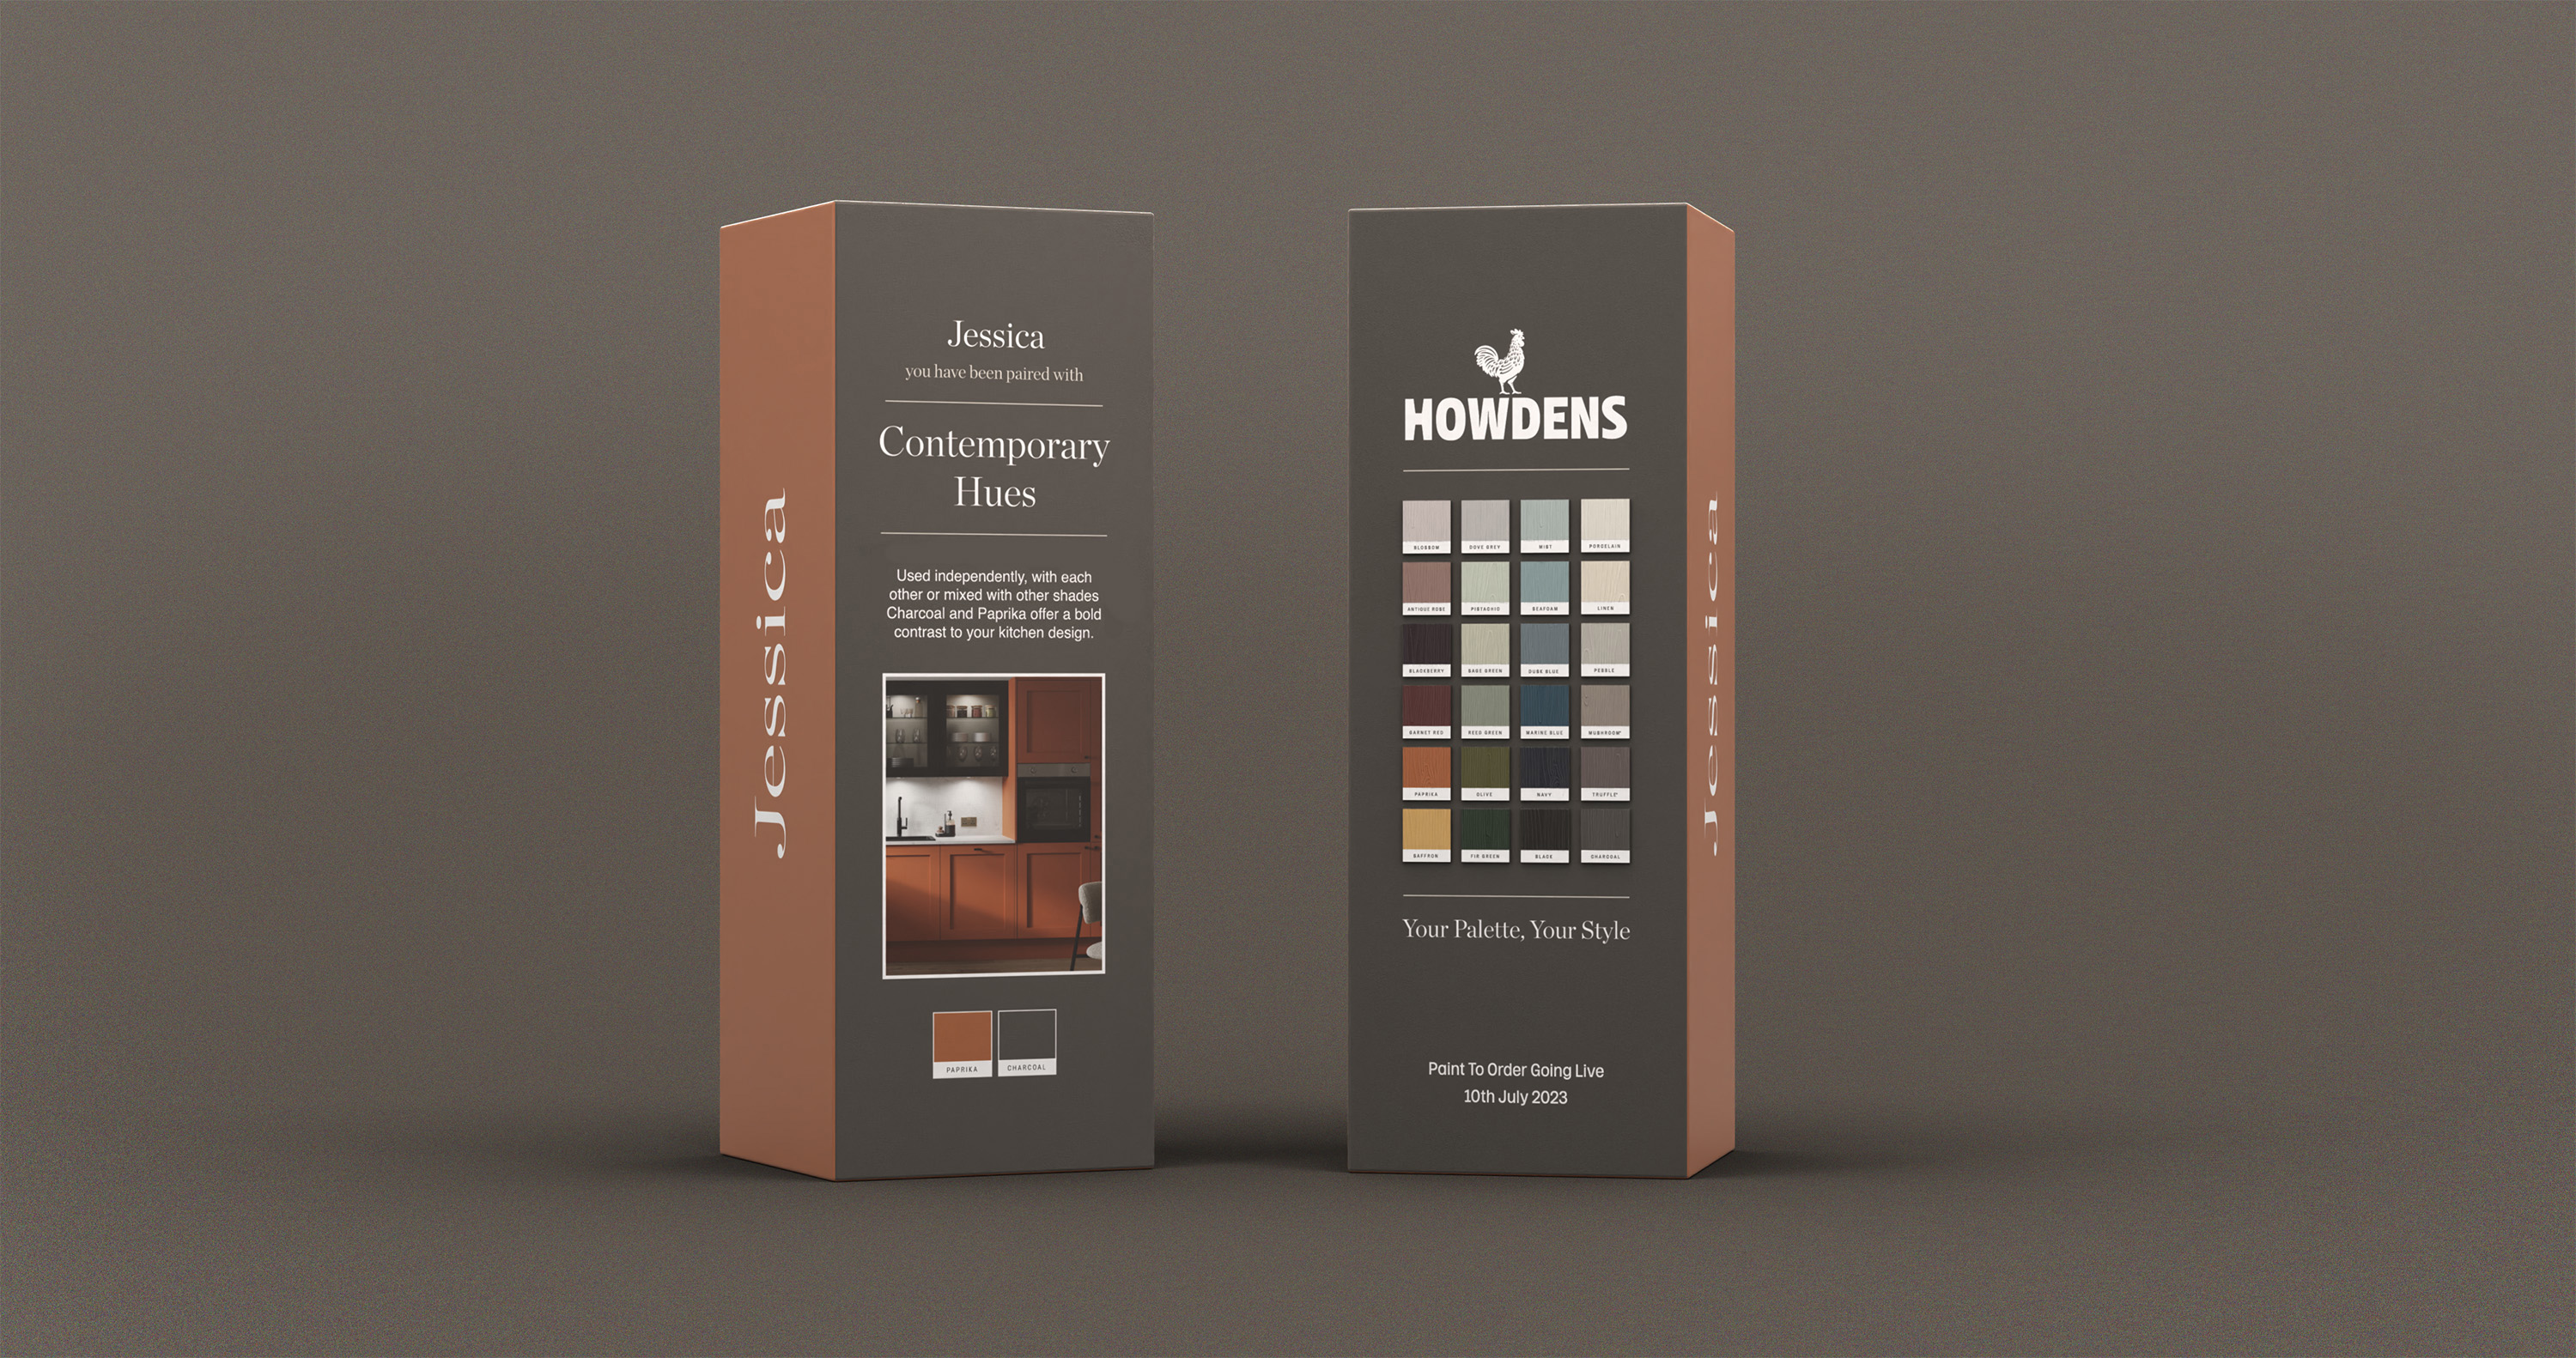 Jessica
Jessica
you have been paired with
Contemporary
Hues
Used independently, with each
other or mixed with other shades
Charcoal and Paprika offer a bold
contrast to your kitchen design.
PAPRIKA CHARCOAL
HOWDENS
BLOSSOM DOVE GREY MIST PORCELAIN
ANTIQUE ROSE PISTACHIO SEAFOAM LINEN
BLACKBERRY SAGE GREEN DUSK BLUE PEBBLE
GARNET RED REED GREEN MARINE BLUE MUSHROOM*
PAPRIKA OLIVE NAVY TRUFFLE*
SAFFRON FIR GREEN BLACK CHARCOAL
Your Palette, Your Style
Paint To Order Going Live
10th July 2023
Jessica